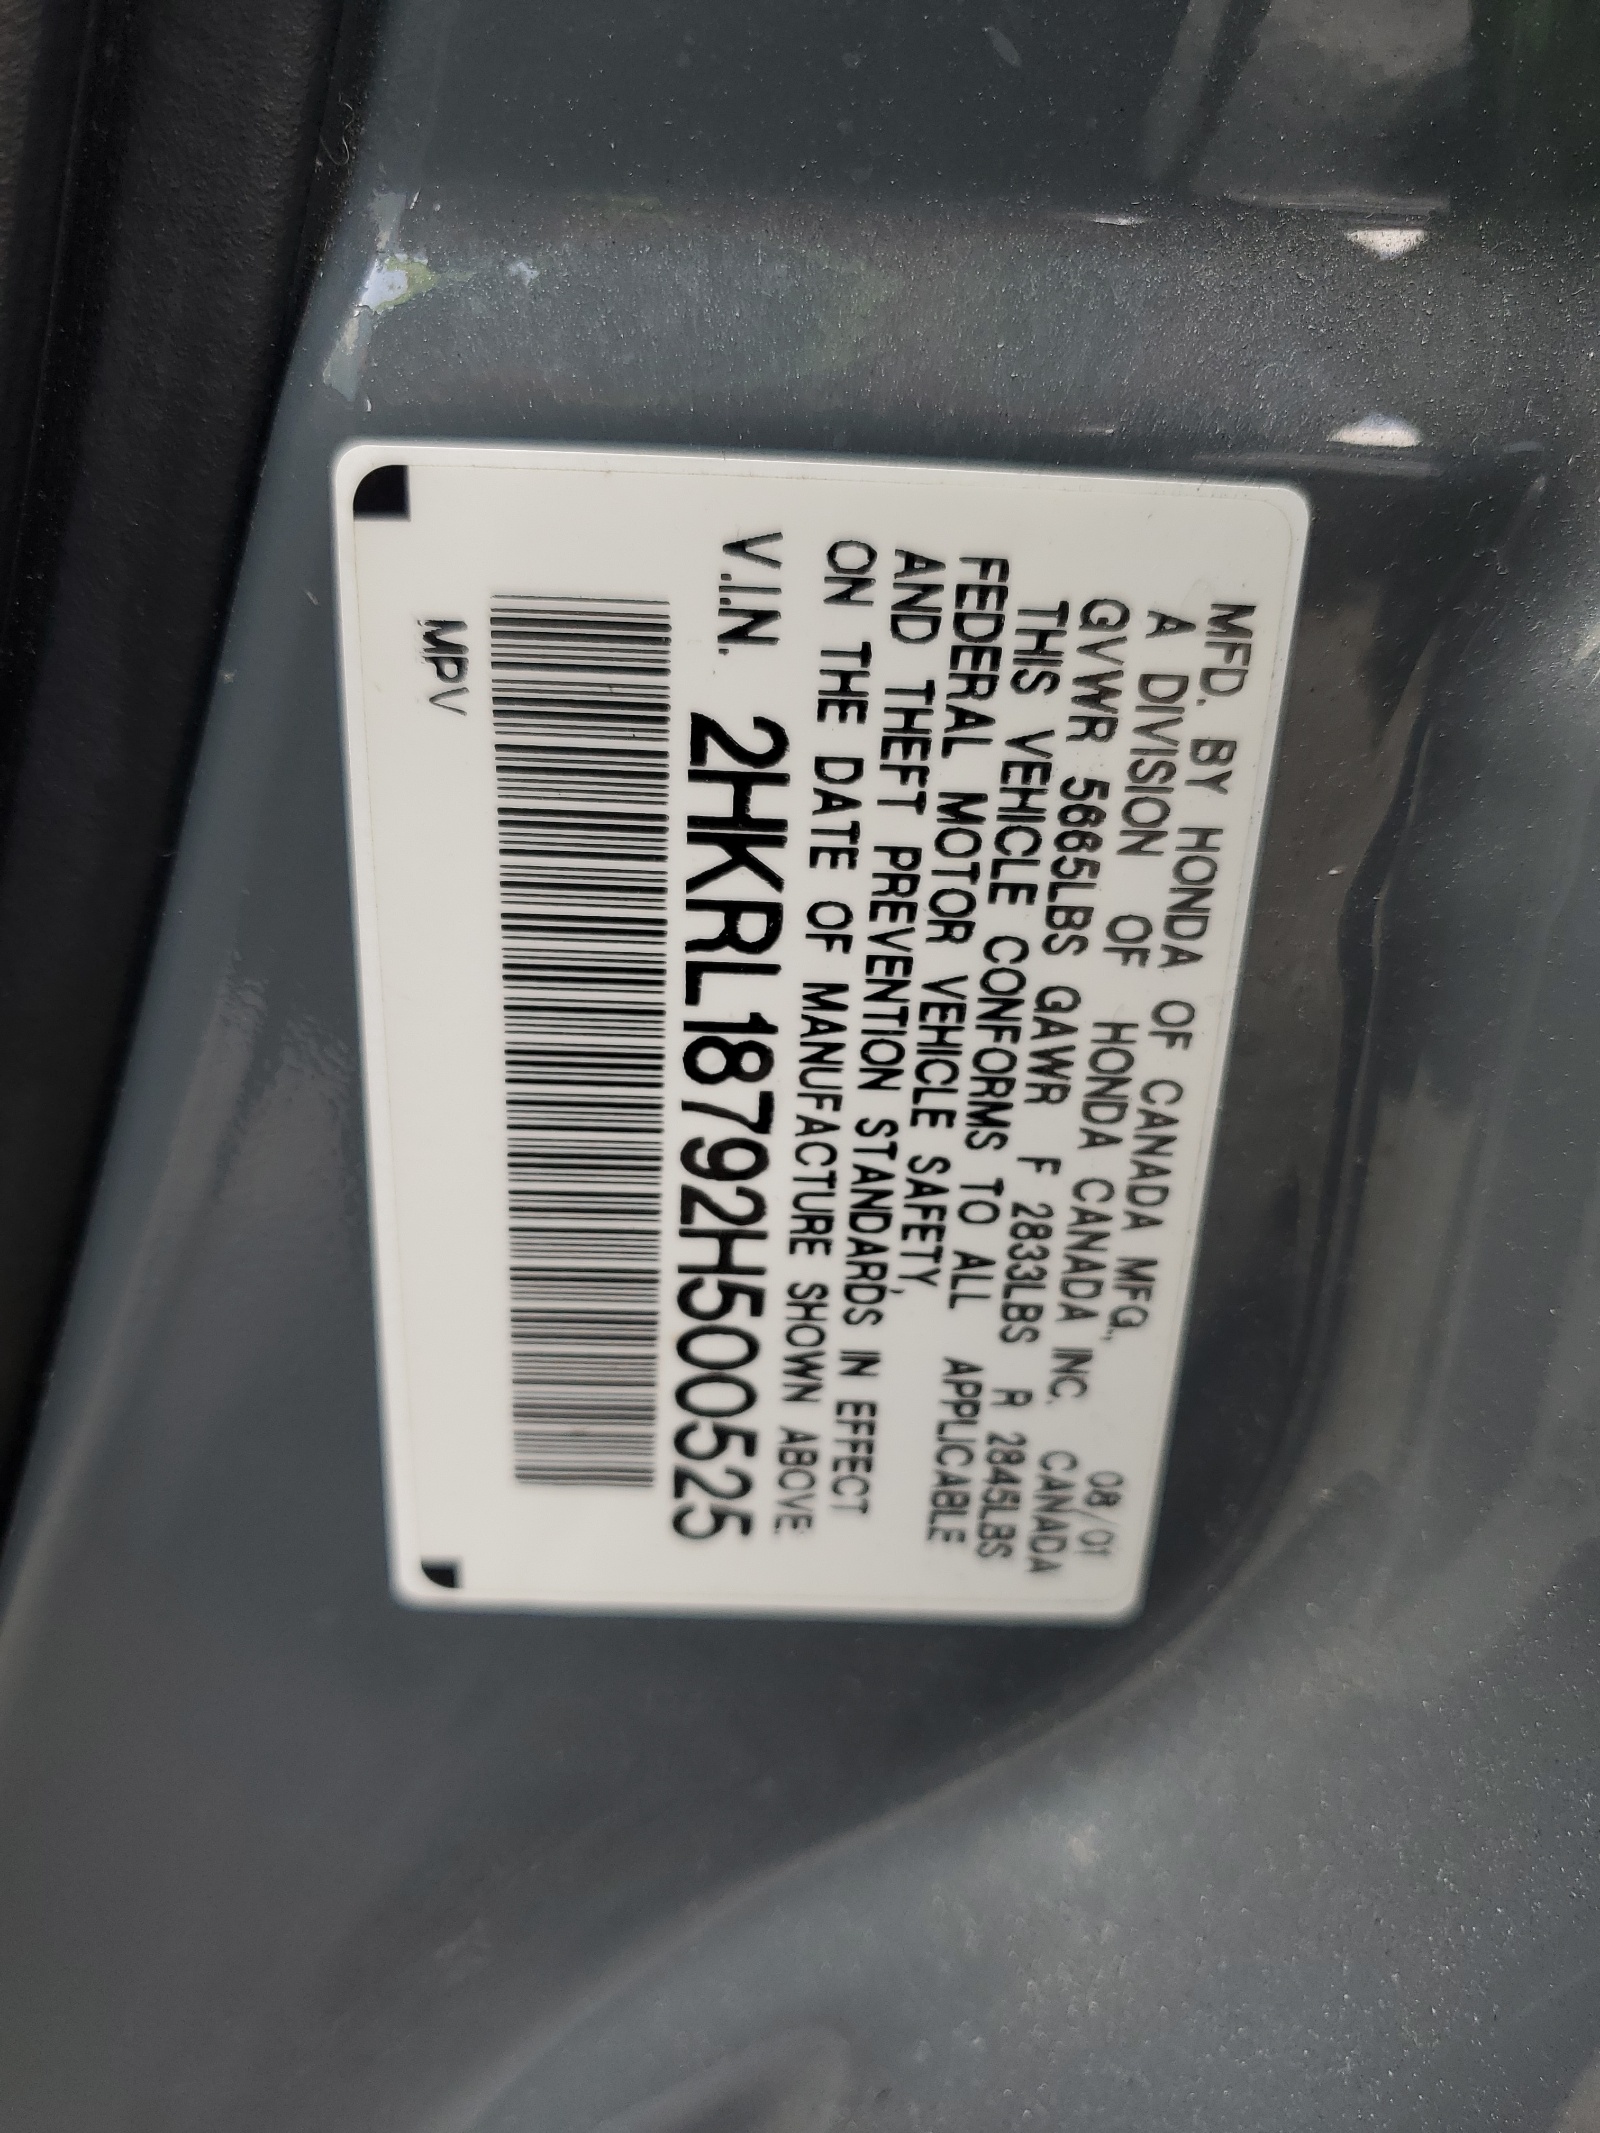 MFD. BY HONDA OF CANADA MFG., 08/01
A DIVISION OF HONDA CANADA INC. CANADA
GVWR 5665LBS GAWR F 2833LBS R 2845LBS
THIS VEHICLE CONFORMS TO ALL APPLICABLE
FEDERAL MOTOR VEHICLE SAFETY,
AND THEFT PREVENTION STANDARDS IN EFFECT
ON THE DATE OF MANUFACTURE SHOWN ABOVE.
V.I.N. 2HKRL18792H500525
MPV